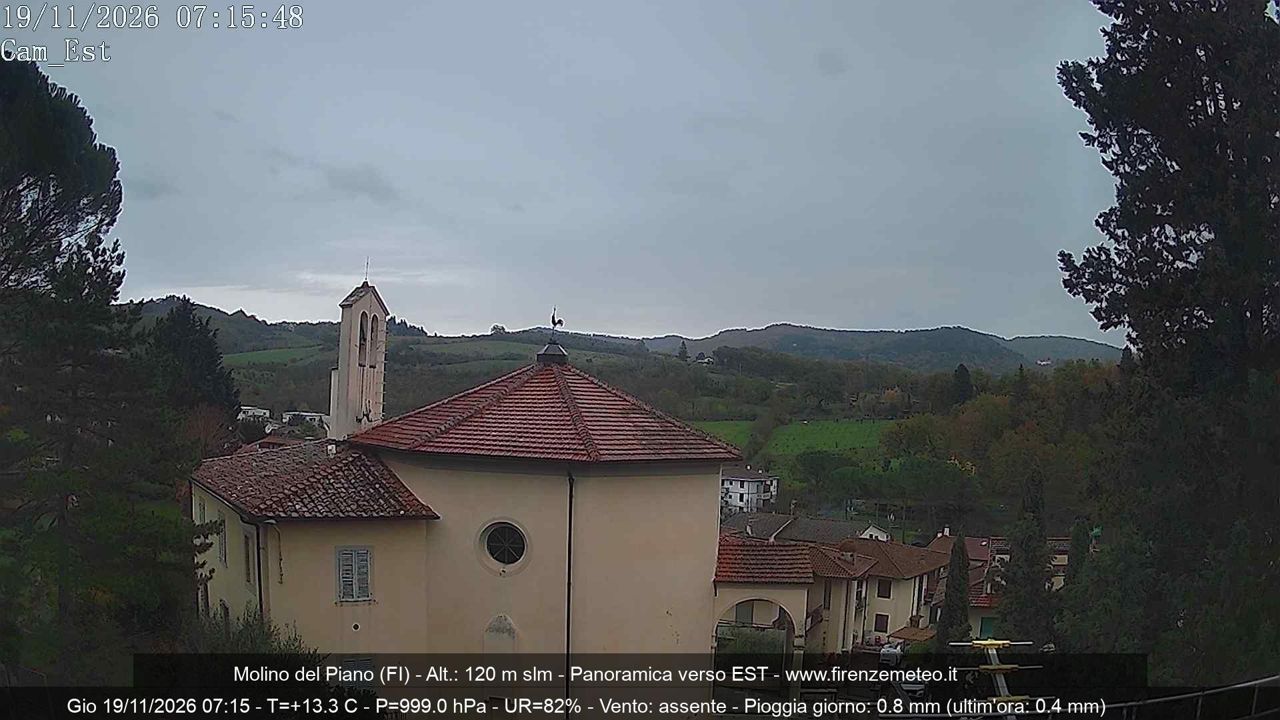 19/11/2026 07:15:48
Cam_Est
Molino del Piano (FI) - Alt.: 120 m slm - Panoramica verso EST - www.firenzemeteo.it
Gio 19/11/2026 07:15 - T=+13.3 C - P=999.0 hPa - UR=82% - Vento: assente - Pioggia giorno: 0.8 mm (ultim'ora: 0.4 mm)